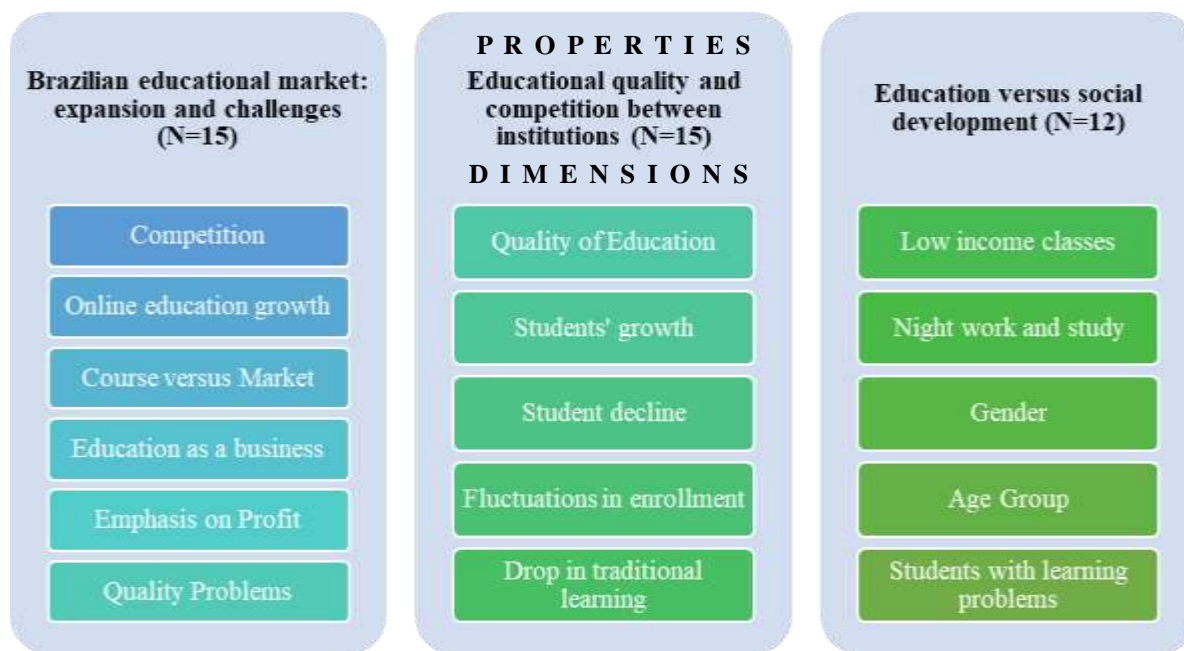 Brazilian educational market:
expansion and challenges
(N=15)
Competition
Online education growth
Course versus Market
Education as a business
Emphasis on Profit
Quality Problems
P R O P E R T I E S
Educational quality and
competition between
institutions (N=15)
D I M E N S I O N S
Quality of Education
Students' growth
Student decline
Fluctuations in enrollment
Drop in traditional
learning
Education versus social
development (N=12)
Low income classes
Night work and study
Gender
Age Group
Students with learning
problems